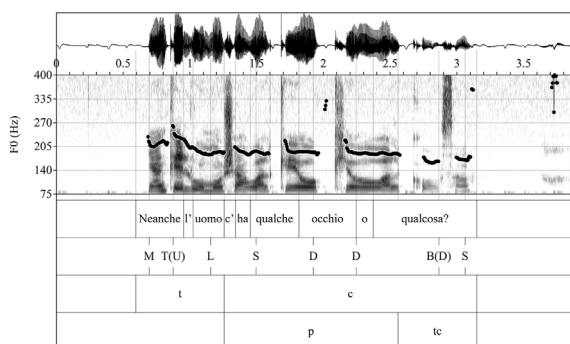 0 0.5 1 1.5 2 2.5 3 3.5
400
335
270
205
140
75
F0 (Hz)
Neanche l' uomo c' ha qualche occhio o qualcosa?
M T(U) L S D D B(D) S
t c
p tc